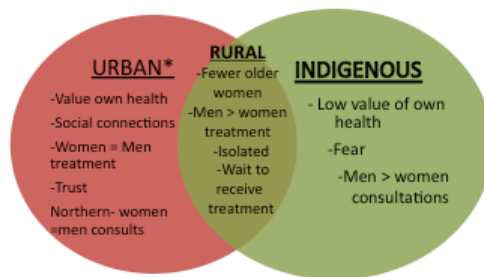 URBAN*
-Value own health
-Social connections
-Women = Men
treatment
-Trust
Northern- women
=men consults
RURAL
-Fewer older
women
-Men > women
treatment
-Isolated
-Wait to
receive
treatment
INDIGENOUS
- Low value of own
health
-Fear
-Men > women
consultations